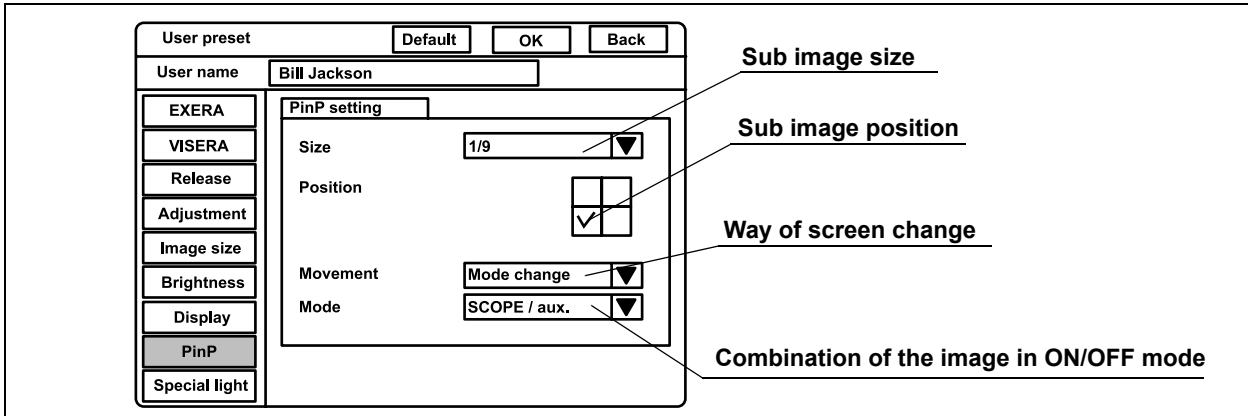 User preset Default OK Back
User name Bill Jackson
EXERA
VISERA
Release
Adjustment
Image size
Brightness
Display
PinP
Special light
PinP setting
Size 1/9
Position
Movement Mode change
Mode SCOPE / aux.
Sub image size
Sub image position
Way of screen change
Combination of the image in ON/OFF mode